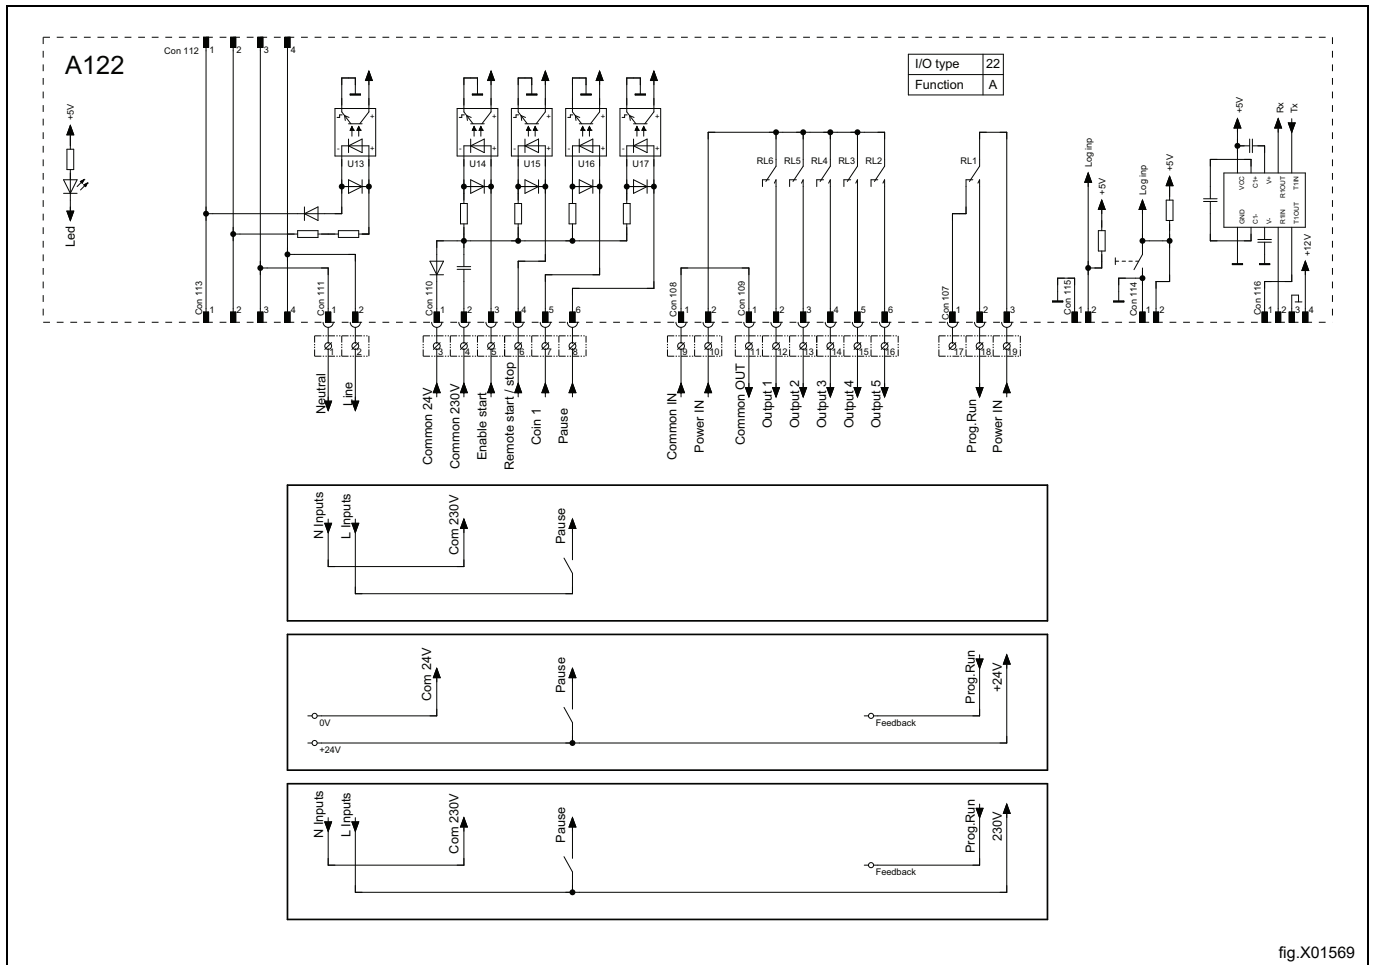 A122
Con 112
1
2
3
4
I/O type 22
Function A
+5V
Led
- +
U13
- +
U14
- +
U15
- +
U16
- +
U17
RL6
RL5
RL4
RL3
RL2
RL1
Log inp
+5V
Log inp
+5V
+5V
Rx
Tx
VCC C1+ V+ R1OUT T1IN
GND C1- V- R1IN T1OUT
+12V
Con 113 1 2 3 4
Con 111 1 2
Con 110 1 2 3 4 5 6
Con 108 1 2
Con 109 1 2 3 4 5 6
Con 107 1 2 3
Con 115 1 2
Con 114 1 2
Con 116 1 2 3 4
1 2 3 4 5 6 7 8 9 10 11 12 13 14 15 16 17 18 19
Neutral
Line
Common 24V
Common 230V
Enable start
Remote start / stop
Coin 1
Pause
Common IN
Power IN
Common OUT
Output 1
Output 2
Output 3
Output 4
Output 5
Prog.Run
Power IN
N Inputs
L Inputs
Com 230V
Pause
Com 24V
Pause
Prog.Run
+24V
0V
+24V
Feedback
N Inputs
L Inputs
Com 230V
Pause
Prog.Run
230V
Feedback
fig.X01569